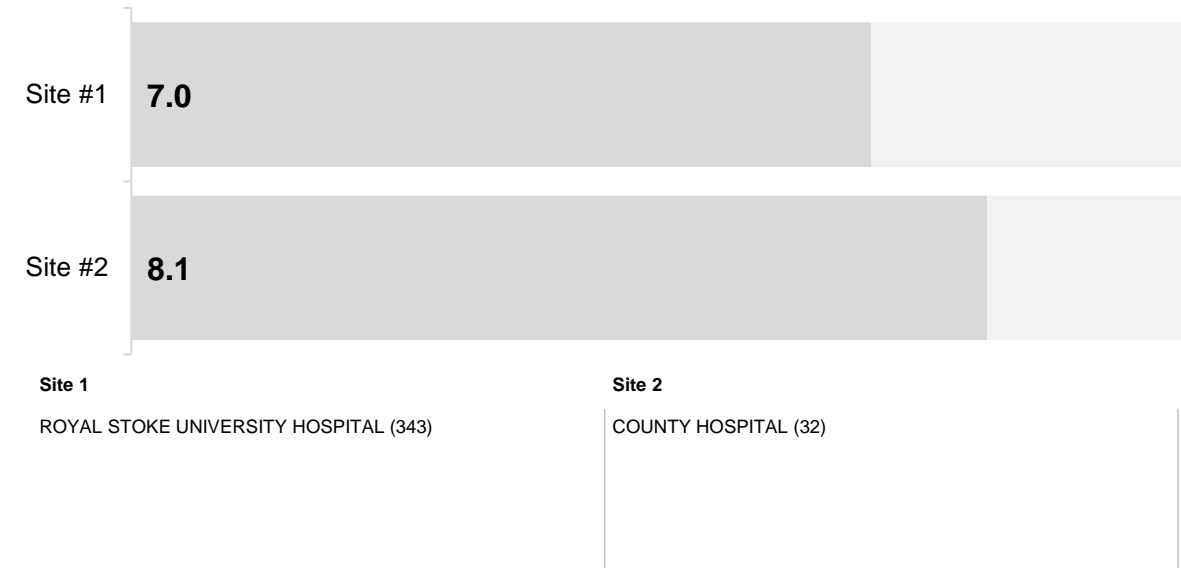 Site #1
7.0
Site #2
8.1
Site 1
ROYAL STOKE UNIVERSITY HOSPITAL (343)
Site 2
COUNTY HOSPITAL (32)